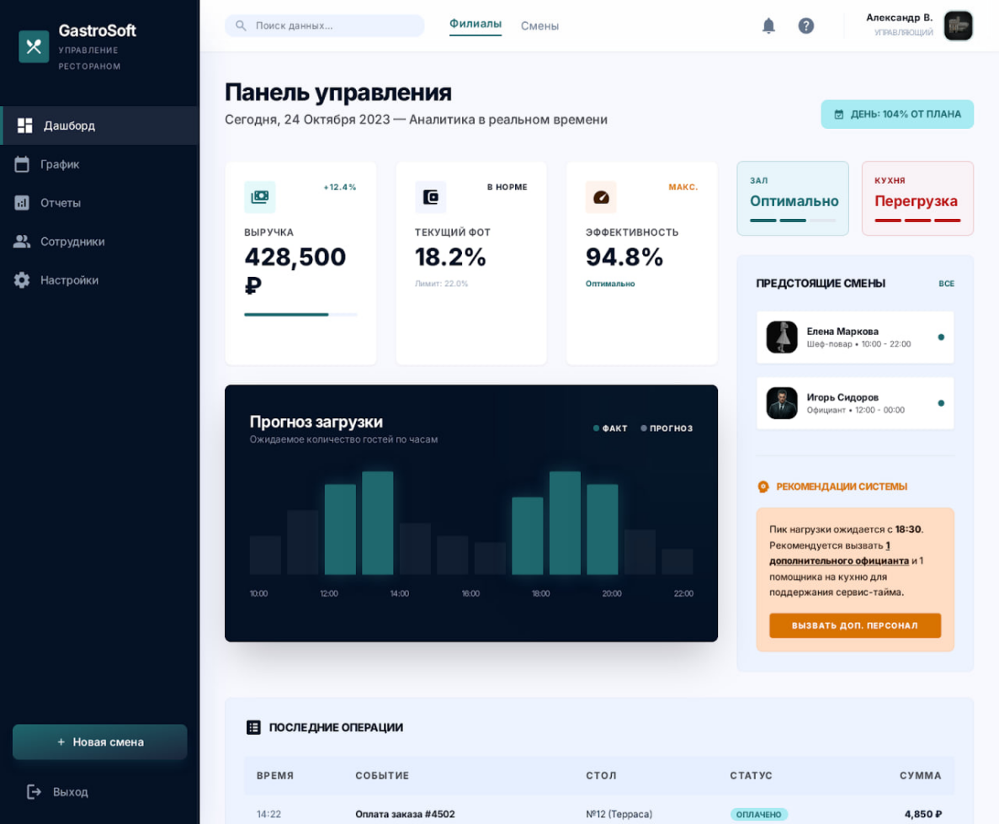 GastroSoft
УПРАВЛЕНИЕ
РЕСТОРАНОМ
Дашборд
График
Отчеты
Сотрудники
Настройки
+ Новая смена
Выход
Поиск данных...
Филиалы
Смены
Александр В.
УПРАВЛЯЮЩИЙ
Панель управления
Сегодня, 24 Октября 2023 — Аналитика в реальном времени
ДЕНЬ: 104% ОТ ПЛАНА
+12.4%
ВЫРУЧКА
428,500
₽
В НОРМЕ
ТЕКУЩИЙ ФОТ
18.2%
Лимит: 22.0%
МАКС.
ЭФФЕКТИВНОСТЬ
94.8%
Оптимально
ЗАЛ
Оптимально
КУХНЯ
Перегрузка
Прогноз загрузки
Ожидаемое количество гостей по часам
ФАКТ
ПРОГНОЗ
10:00
12:00
14:00
16:00
18:00
20:00
22:00
ПРЕДСТОЯЩИЕ СМЕНЫ
ВСЕ
Елена Маркова
Шеф-повар • 10:00 - 22:00
Игорь Сидоров
Официант • 12:00 - 00:00
РЕКОМЕНДАЦИИ СИСТЕМЫ
Пик нагрузки ожидается с 18:30.
Рекомендуется вызвать 1
дополнительного официанта и 1
помощника на кухню для
поддержания сервис-тайма.
ВЫЗВАТЬ ДОП. ПЕРСОНАЛ
ПОСЛЕДНИЕ ОПЕРАЦИИ
ВРЕМЯ СОБЫТИЕ СТОЛ СТАТУС СУММА
14:22 Оплата заказа #4502 №12 (Терраса) ОПЛАЧЕНО 4,850 ₽